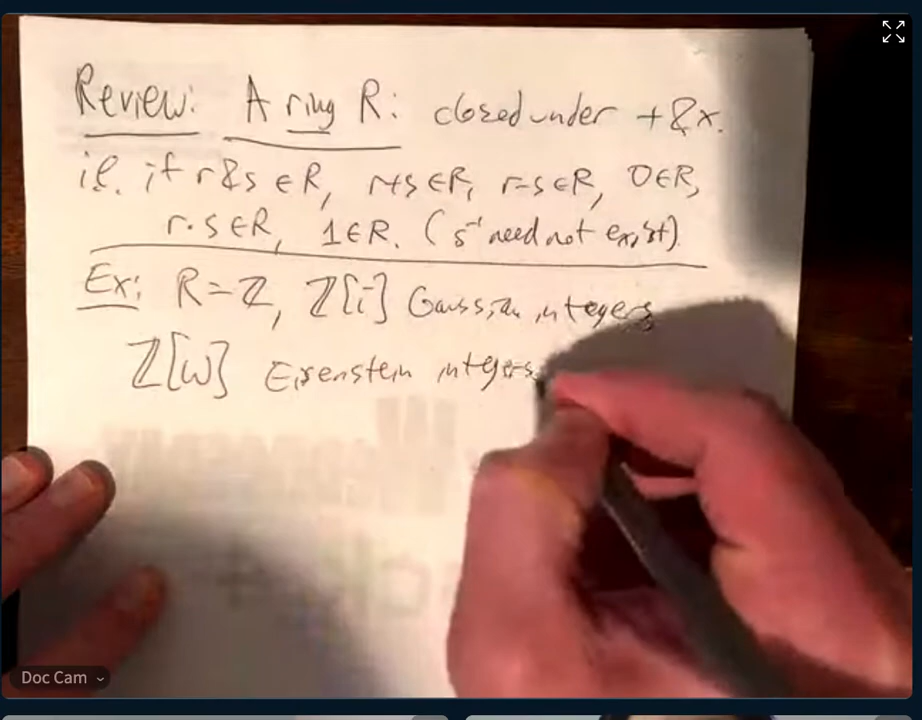 Review: A ring R: closed under + & x.
i.e. if r & s ∈ R, r+s ∈ R, r-s ∈ R, 0 ∈ R,
r·s ∈ R, 1 ∈ R. (s⁻¹ need not exist)
Ex: R = ℤ, ℤ[i] Gaussian integers
ℤ[ω] Eisenstein integers
Doc Cam